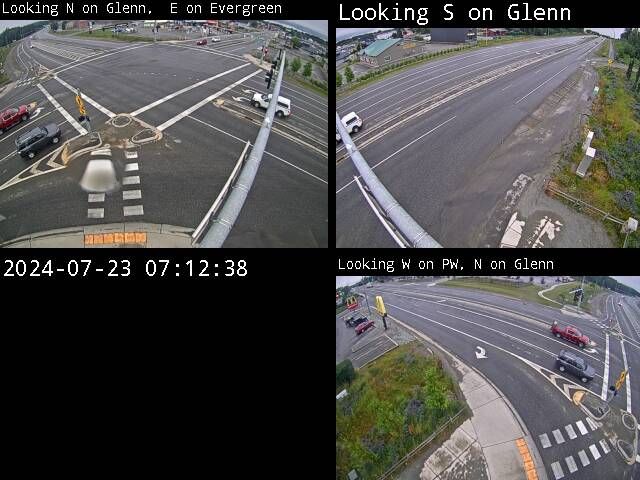 Looking N on Glenn, E on Evergreen
Looking S on Glenn
2024-07-23 07:12:38
Looking W on PW, N on Glenn